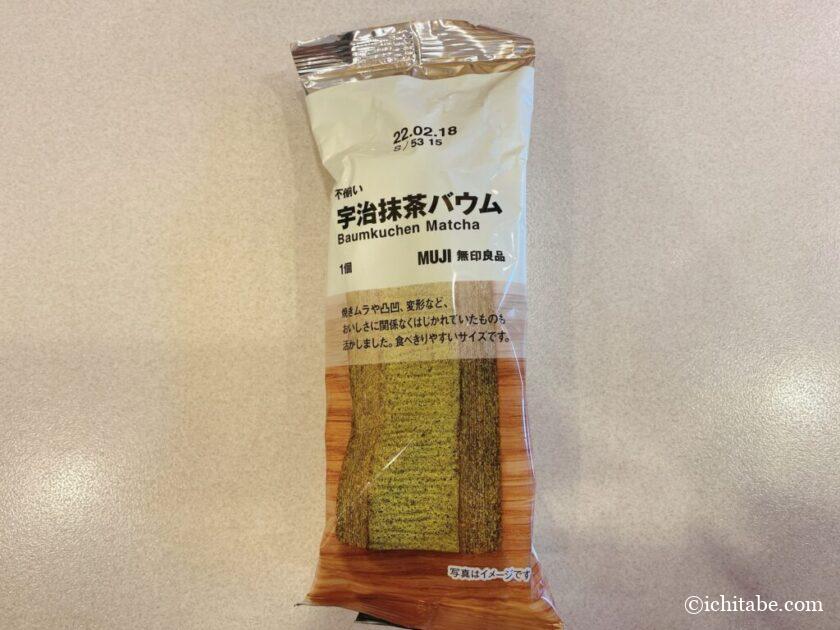 22.02.18
S/53 15
不揃い
宇治抹茶バウム
Baumkuchen Matcha
1個
MUJI 無印良品
焼きムラや凸凹、変形など、
おいしさに関係なくはじかれていたものも
活かしました。食べきりやすいサイズです。
写真はイメージです
©ichitabe.com